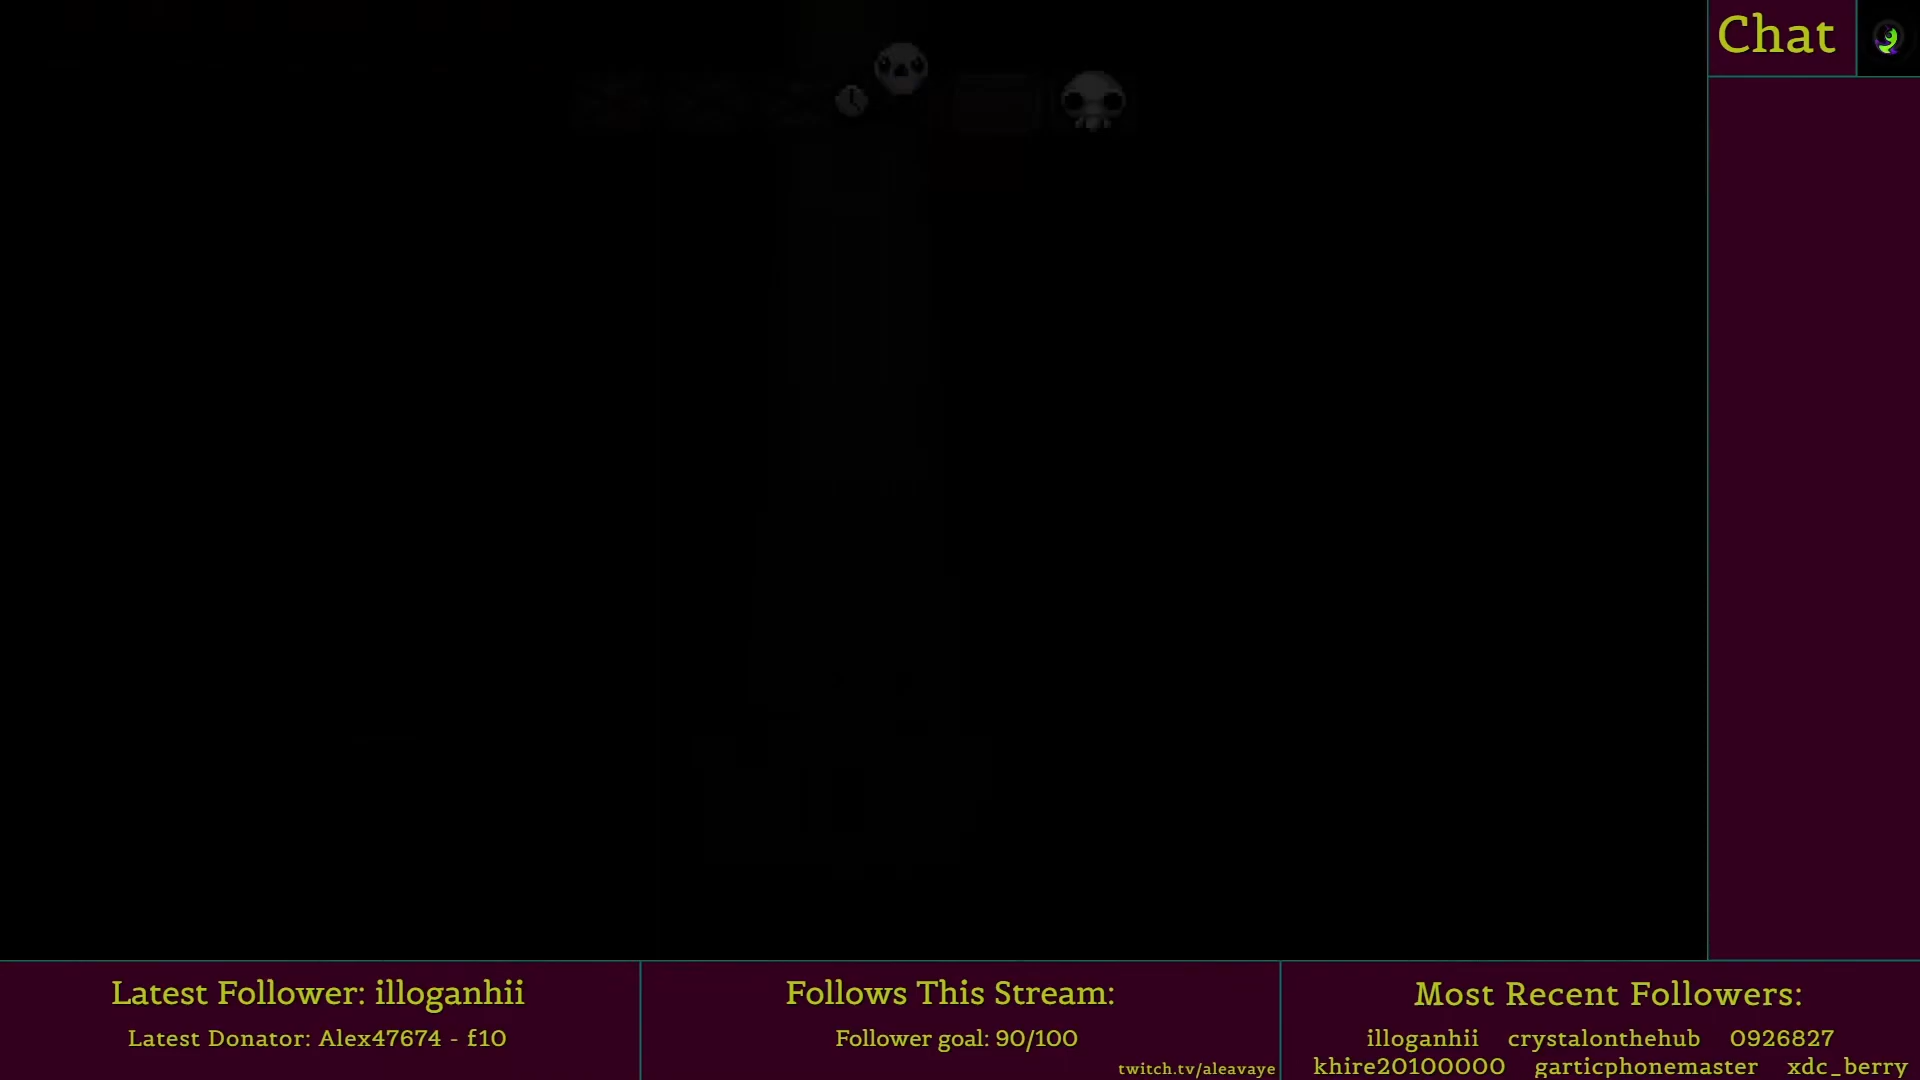 Chat
Latest Follower: illoganhii
Latest Donator: Alex47674 - £10
Follows This Stream:
Follower goal: 90/100
twitch.tv/aleavaye
Most Recent Followers:
illoganhii crystalonthehub 0926827
khire20100000 garticphonemaster xdc_berry